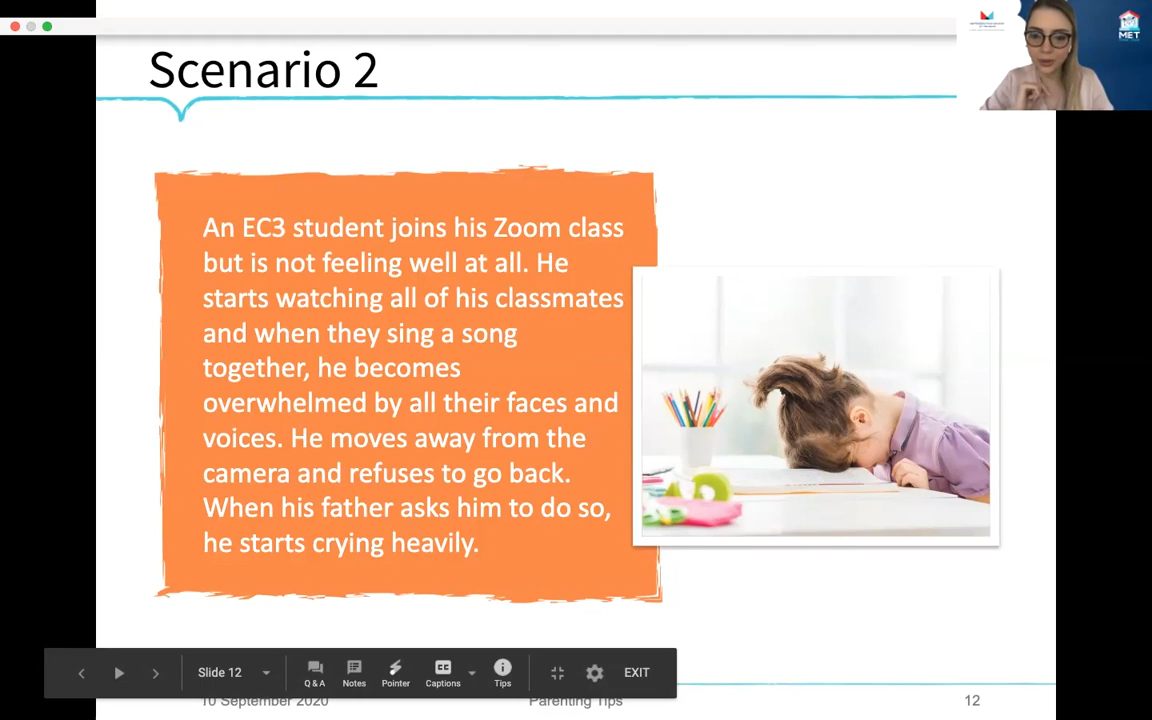 Scenario 2
MET
An EC3 student joins his Zoom class
but is not feeling well at all. He
starts watching all of his classmates
and when they sing a song
together, he becomes
overwhelmed by all their faces and
voices. He moves away from the
camera and refuses to go back.
When his father asks him to do so,
he starts crying heavily.
Slide 12
Q & A
Notes
Pointer
CC
Captions
Tips
EXIT
10 September 2020
Parenting Tips
12